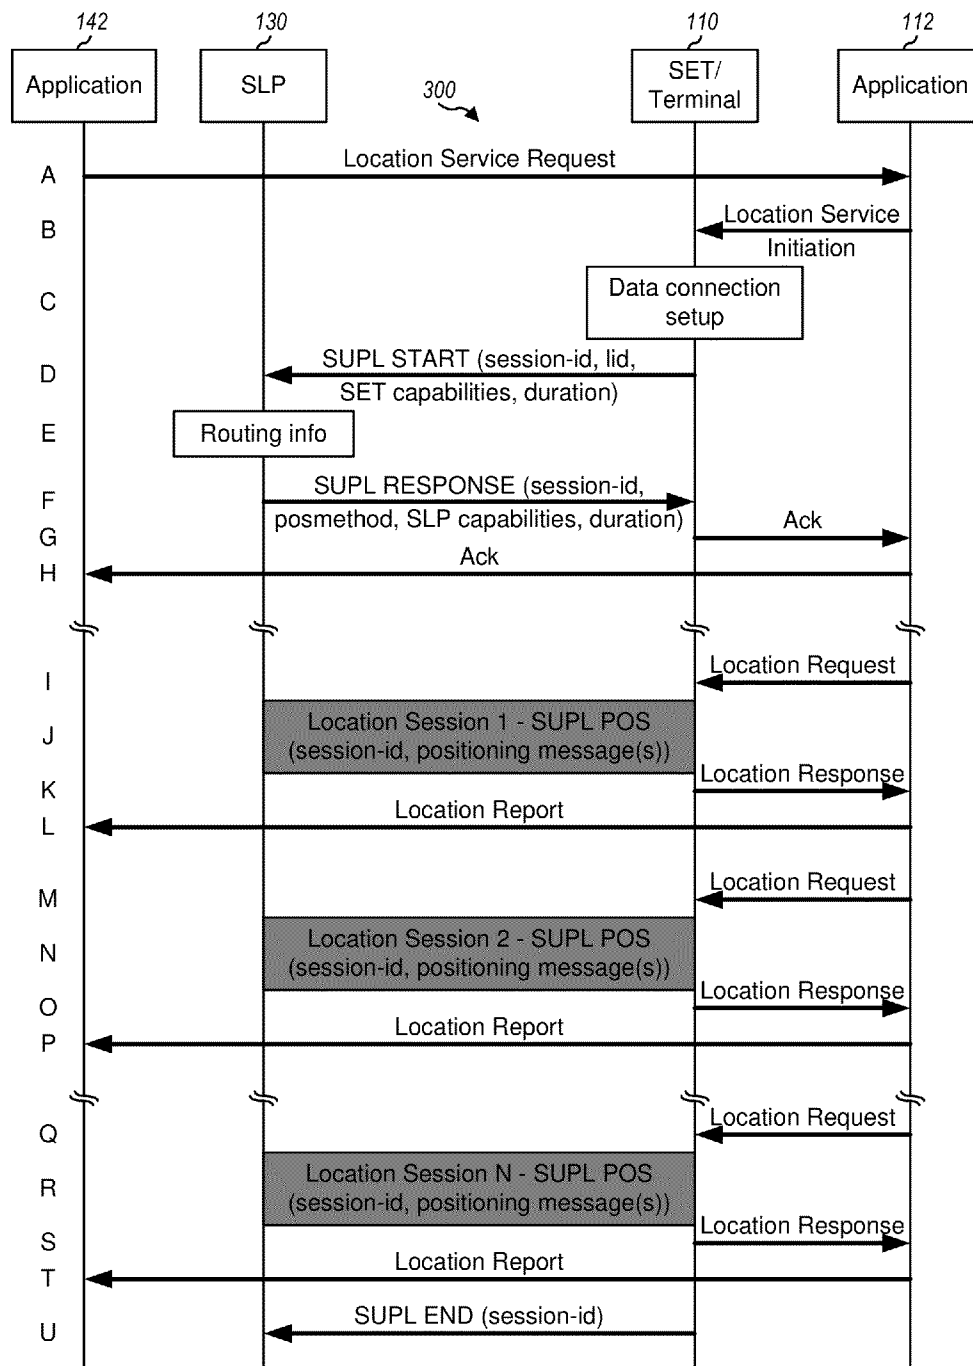 142
130
110
112
Application
SLP
SET/
Terminal
Application
300
A
Location Service Request
B
Location Service
Initiation
C
Data connection
setup
D
SUPL START (session-id, lid,
SET capabilities, duration)
E
Routing info
F
SUPL RESPONSE (session-id,
posmethod, SLP capabilities, duration)
G
Ack
H
Ack
I
Location Request
J
Location Session 1 - SUPL POS
(session-id, positioning message(s))
K
Location Response
L
Location Report
M
Location Request
N
Location Session 2 - SUPL POS
(session-id, positioning message(s))
O
Location Response
P
Location Report
Q
Location Request
R
Location Session N - SUPL POS
(session-id, positioning message(s))
S
Location Response
T
Location Report
U
SUPL END (session-id)